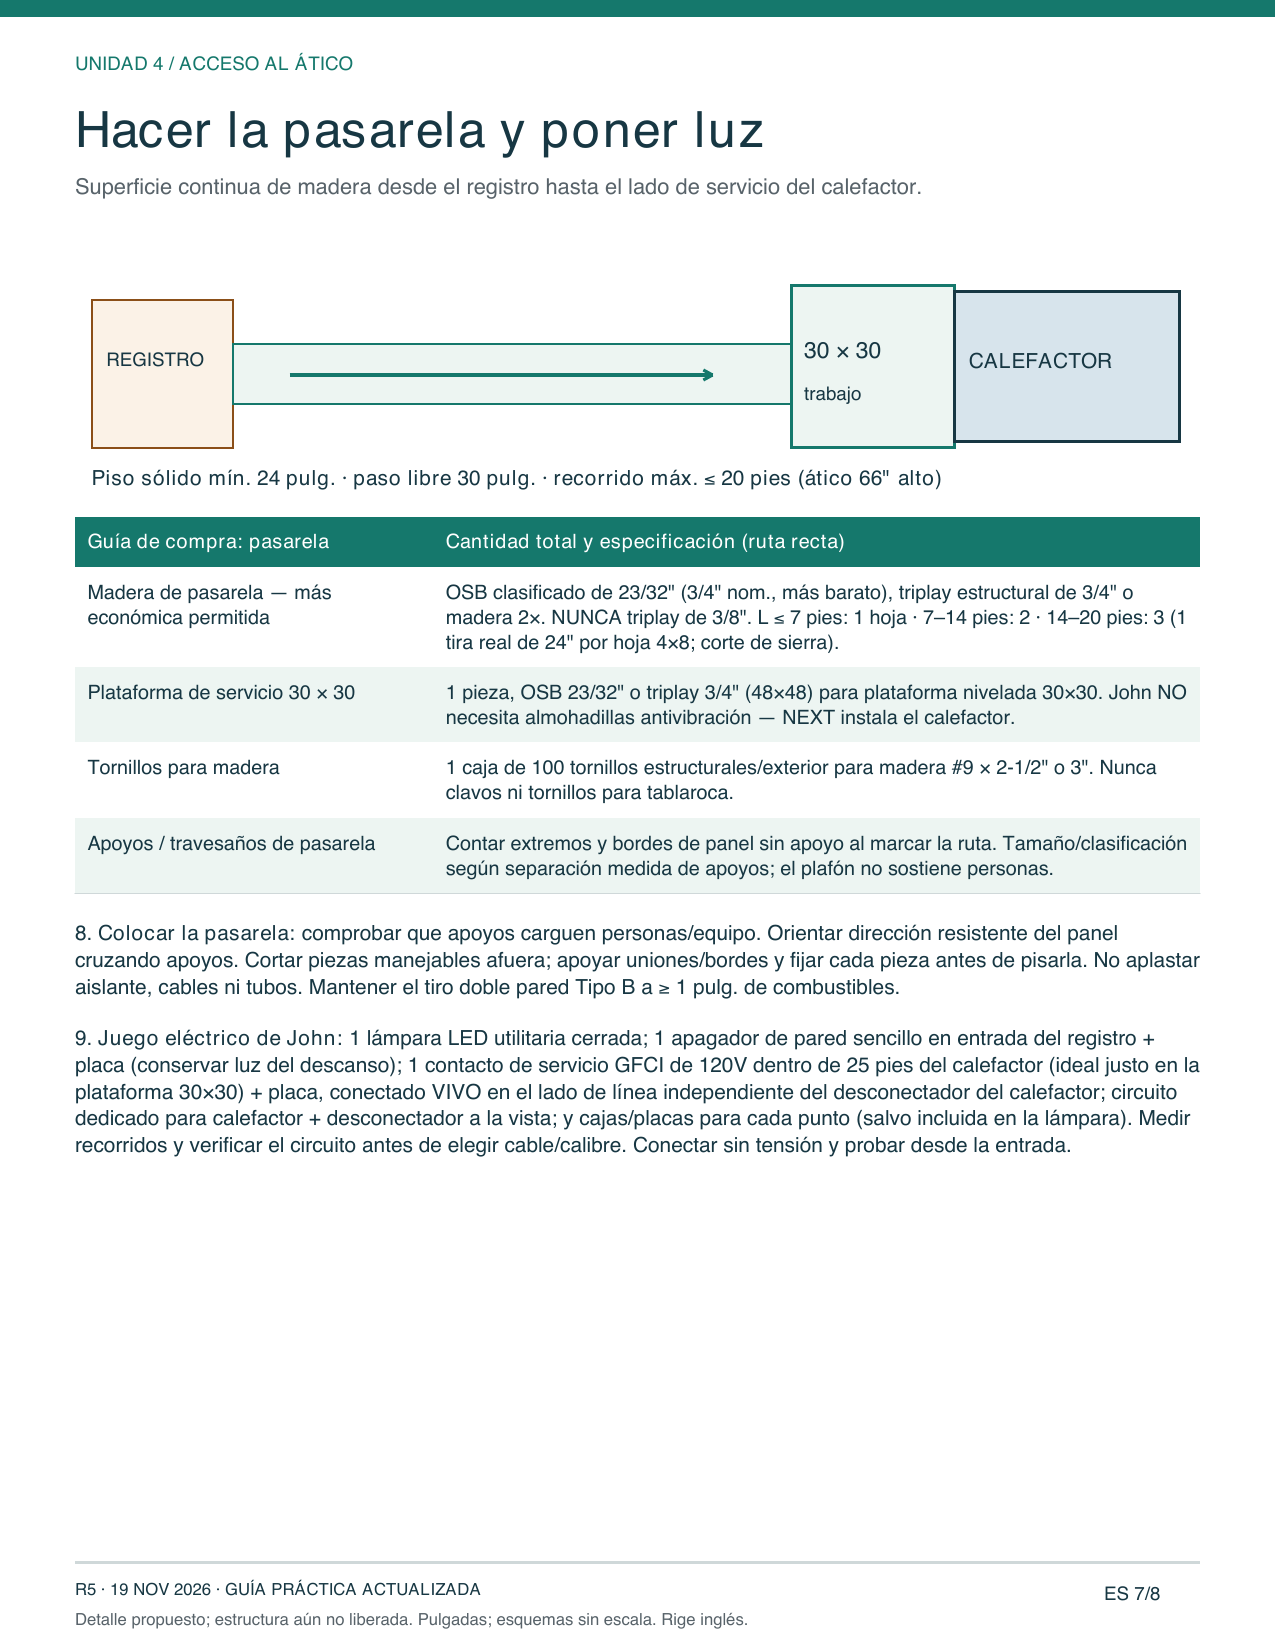 UNIDAD 4 / ACCESO AL ÁTICO
Hacer la pasarela y poner luz
Superficie continua de madera desde el registro hasta el lado de servicio del calefactor.
REGISTRO
30 × 30
trabajo
CALEFACTOR
Piso sólido mín. 24 pulg. · paso libre 30 pulg. · recorrido máx. ≤ 20 pies (ático 66" alto)
Guía de compra: pasarela
Cantidad total y especificación (ruta recta)
Madera de pasarela — más
económica permitida
OSB clasificado de 23/32" (3/4" nom., más barato), triplay estructural de 3/4" o
madera 2×. NUNCA triplay de 3/8". L ≤ 7 pies: 1 hoja · 7–14 pies: 2 · 14–20 pies: 3 (1
tira real de 24" por hoja 4×8; corte de sierra).
Plataforma de servicio 30 × 30
1 pieza, OSB 23/32" o triplay 3/4" (48×48) para plataforma nivelada 30×30. John NO
necesita almohadillas antivibración — NEXT instala el calefactor.
Tornillos para madera
1 caja de 100 tornillos estructurales/exterior para madera #9 × 2-1/2" o 3". Nunca
clavos ni tornillos para tablaroca.
Apoyos / travesaños de pasarela
Contar extremos y bordes de panel sin apoyo al marcar la ruta. Tamaño/clasificación
según separación medida de apoyos; el plafón no sostiene personas.
8. Colocar la pasarela: comprobar que apoyos carguen personas/equipo. Orientar dirección resistente del panel
cruzando apoyos. Cortar piezas manejables afuera; apoyar uniones/bordes y fijar cada pieza antes de pisarla. No aplastar
aislante, cables ni tubos. Mantener el tiro doble pared Tipo B a ≥ 1 pulg. de combustibles.
9. Juego eléctrico de John: 1 lámpara LED utilitaria cerrada; 1 apagador de pared sencillo en entrada del registro +
placa (conservar luz del descanso); 1 contacto de servicio GFCI de 120V dentro de 25 pies del calefactor (ideal justo en la
plataforma 30×30) + placa, conectado VIVO en el lado de línea independiente del desconectador del calefactor; circuito
dedicado para calefactor + desconectador a la vista; y cajas/placas para cada punto (salvo incluida en la lámpara). Medir
recorridos y verificar el circuito antes de elegir cable/calibre. Conectar sin tensión y probar desde la entrada.
R5 · 19 NOV 2026 · GUÍA PRÁCTICA ACTUALIZADA
ES 7/8
Detalle propuesto; estructura aún no liberada. Pulgadas; esquemas sin escala. Rige inglés.